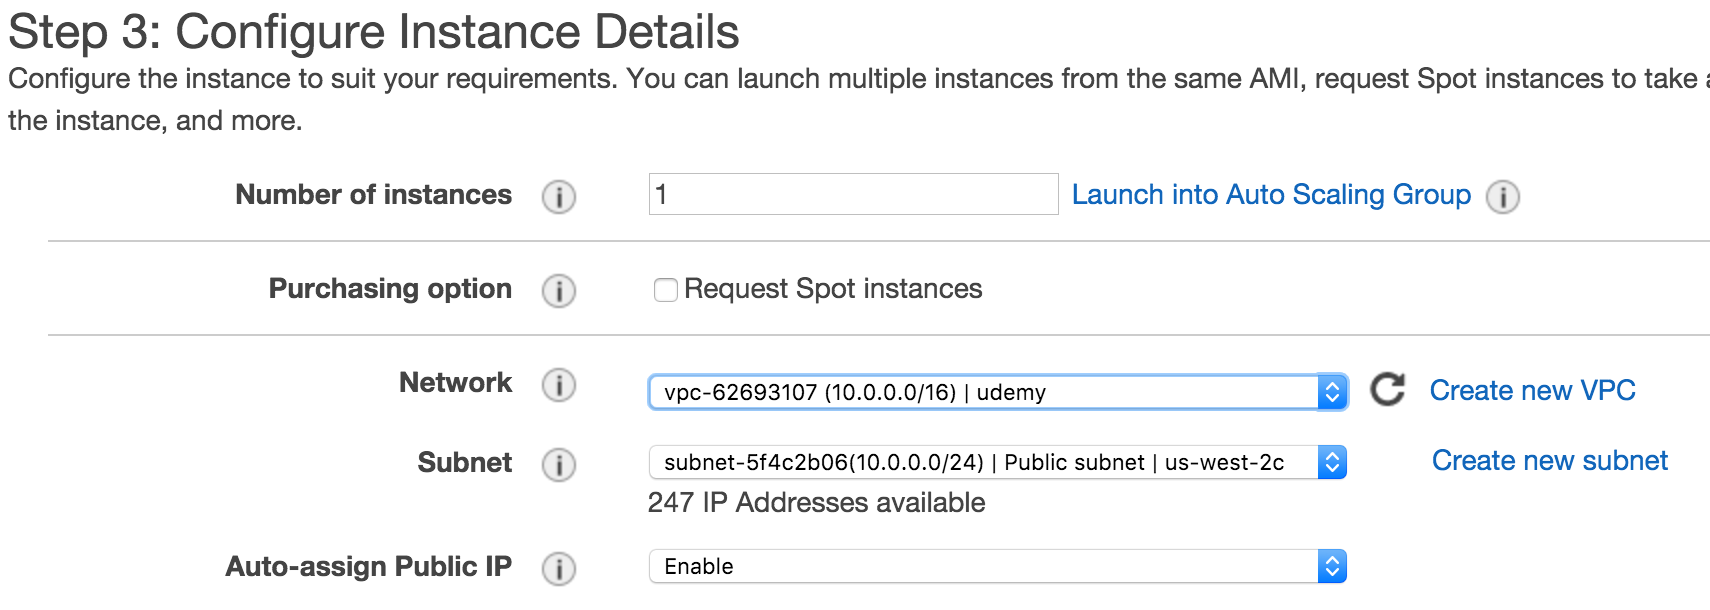 Step 3: Configure Instance Details
Configure the instance to suit your requirements. You can launch multiple instances from the same AMI, request Spot instances to take
the instance, and more.
Number of instances i 1 Launch into Auto Scaling Group i
Purchasing option i Request Spot instances
Network i vpc-62693107 (10.0.0.0/16) | udemy Create new VPC
Subnet i subnet-5f4c2b06(10.0.0.0/24) | Public subnet | us-west-2c Create new subnet
247 IP Addresses available
Auto-assign Public IP i Enable